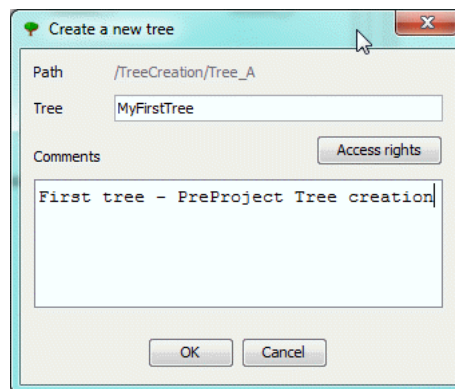 Create a new tree
Path /TreeCreation/Tree_A
Tree MyFirstTree
Comments Access rights
First tree - PreProject Tree creation
OK Cancel